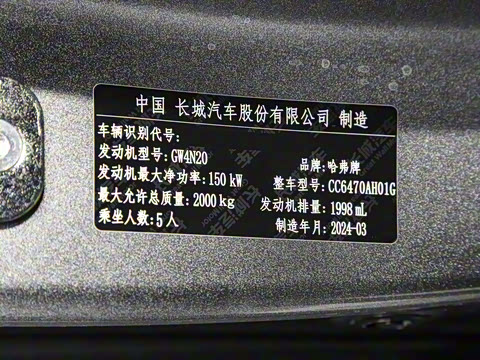 中国 长城汽车股份有限公司 制造
车辆识别代号:
发动机型号: GW4N20 品牌: 哈弗牌
发动机最大净功率: 150 kW 整车型号: CC6470AH01G
最大允许总质量: 2000 kg 发动机排量: 1998 mL
乘坐人数: 5 人 制造年月: 2024-03